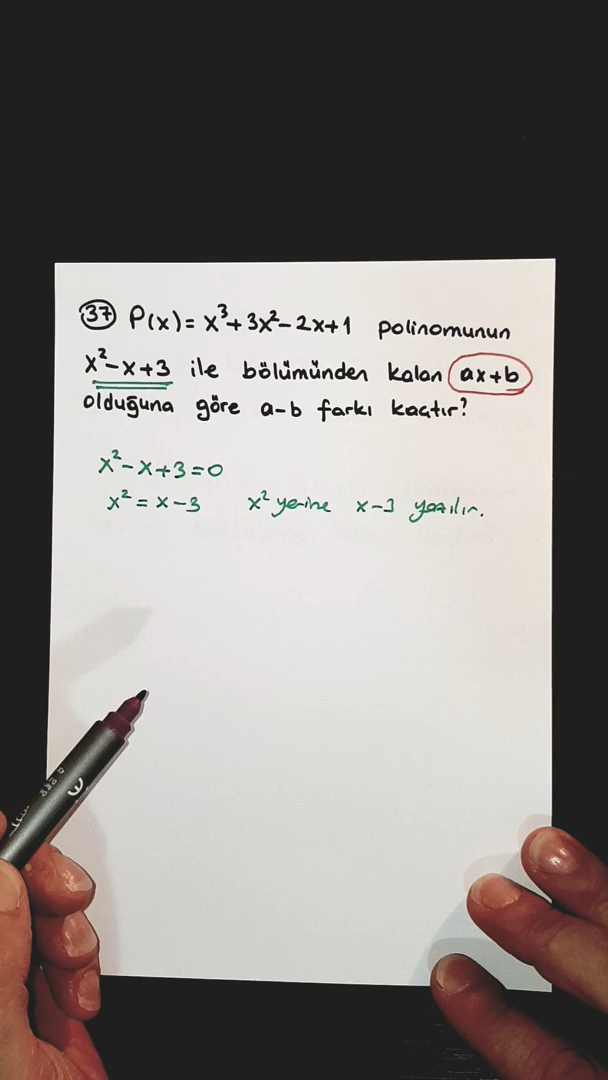 37 P(x) = x³+3x²-2x+1 polinomunun
x²-x+3 ile bölümünden kalan ax+b
olduğuna göre a-b farkı kaçtır?
x²-x+3=0
x² = x-3 x² yerine x-3 yazılır.